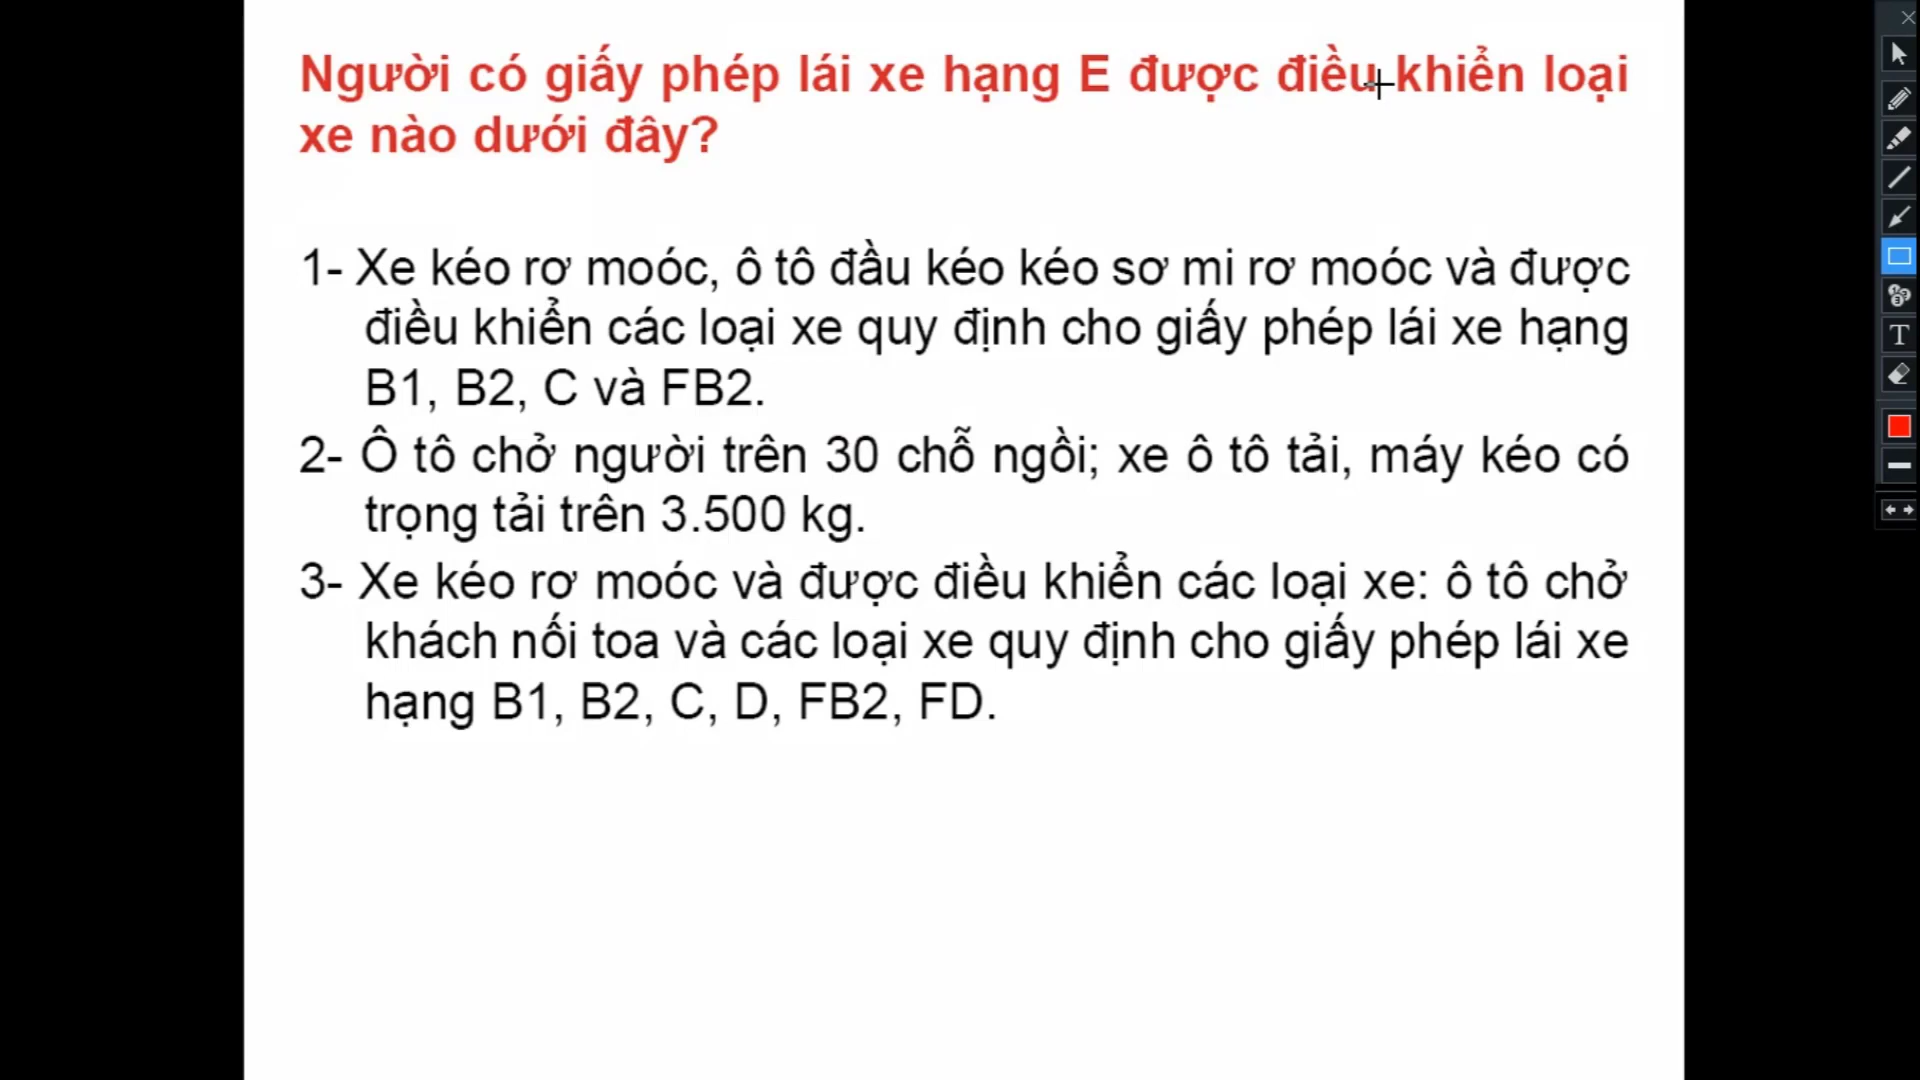 Người có giấy phép lái xe hạng E được điều khiển loại
xe nào dưới đây?
1- Xe kéo rơ moóc, ô tô đầu kéo kéo sơ mi rơ moóc và được
điều khiển các loại xe quy định cho giấy phép lái xe hạng
B1, B2, C và FB2.
2- Ô tô chở người trên 30 chỗ ngồi; xe ô tô tải, máy kéo có
trọng tải trên 3.500 kg.
3- Xe kéo rơ moóc và được điều khiển các loại xe: ô tô chở
khách nối toa và các loại xe quy định cho giấy phép lái xe
hạng B1, B2, C, D, FB2, FD.
T